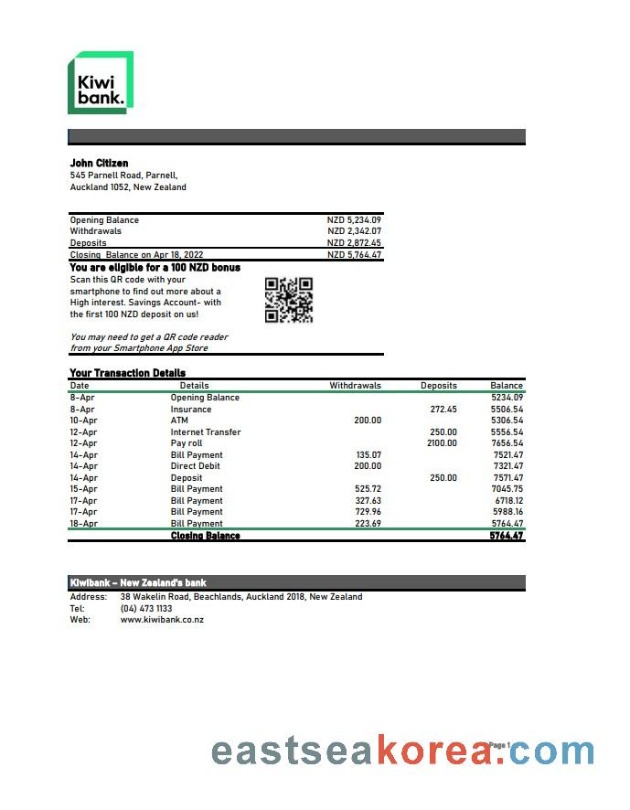 Kiwi
bank.
John Citizen
545 Parnell Road, Parnell,
Auckland 1052, New Zealand
Opening Balance NZD 5,234.09
Withdrawals NZD 2,342.07
Deposits NZD 2,872.45
Closing Balance on Apr 18, 2022 NZD 5,764.47
You are eligible for a 100 NZD bonus
Scan this QR code with your
smartphone to find out more about a
High interest. Savings Account- with
the first 100 NZD deposit on us!
You may need to get a QR code reader
from your Smartphone App Store
Your Transaction Details
Date Details Withdrawals Deposits Balance
8-Apr Opening Balance 5234.09
8-Apr Insurance 272.45 5506.54
10-Apr ATM 200.00 5306.54
12-Apr Internet Transfer 250.00 5556.54
12-Apr Pay roll 2100.00 7656.54
14-Apr Bill Payment 135.07 7521.47
14-Apr Direct Debit 200.00 7321.47
14-Apr Deposit 250.00 7571.47
15-Apr Bill Payment 525.72 7045.75
17-Apr Bill Payment 327.63 6718.12
17-Apr Bill Payment 729.96 5988.16
18-Apr Bill Payment 223.69 5764.47
Closing Balance 5764.47
Kiwibank – New Zealand's bank
Address: 38 Wakelin Road, Beachlands, Auckland 2018, New Zealand
Tel: (04) 473 1133
Web: www.kiwibank.co.nz
Page 1
eastseakorea.com